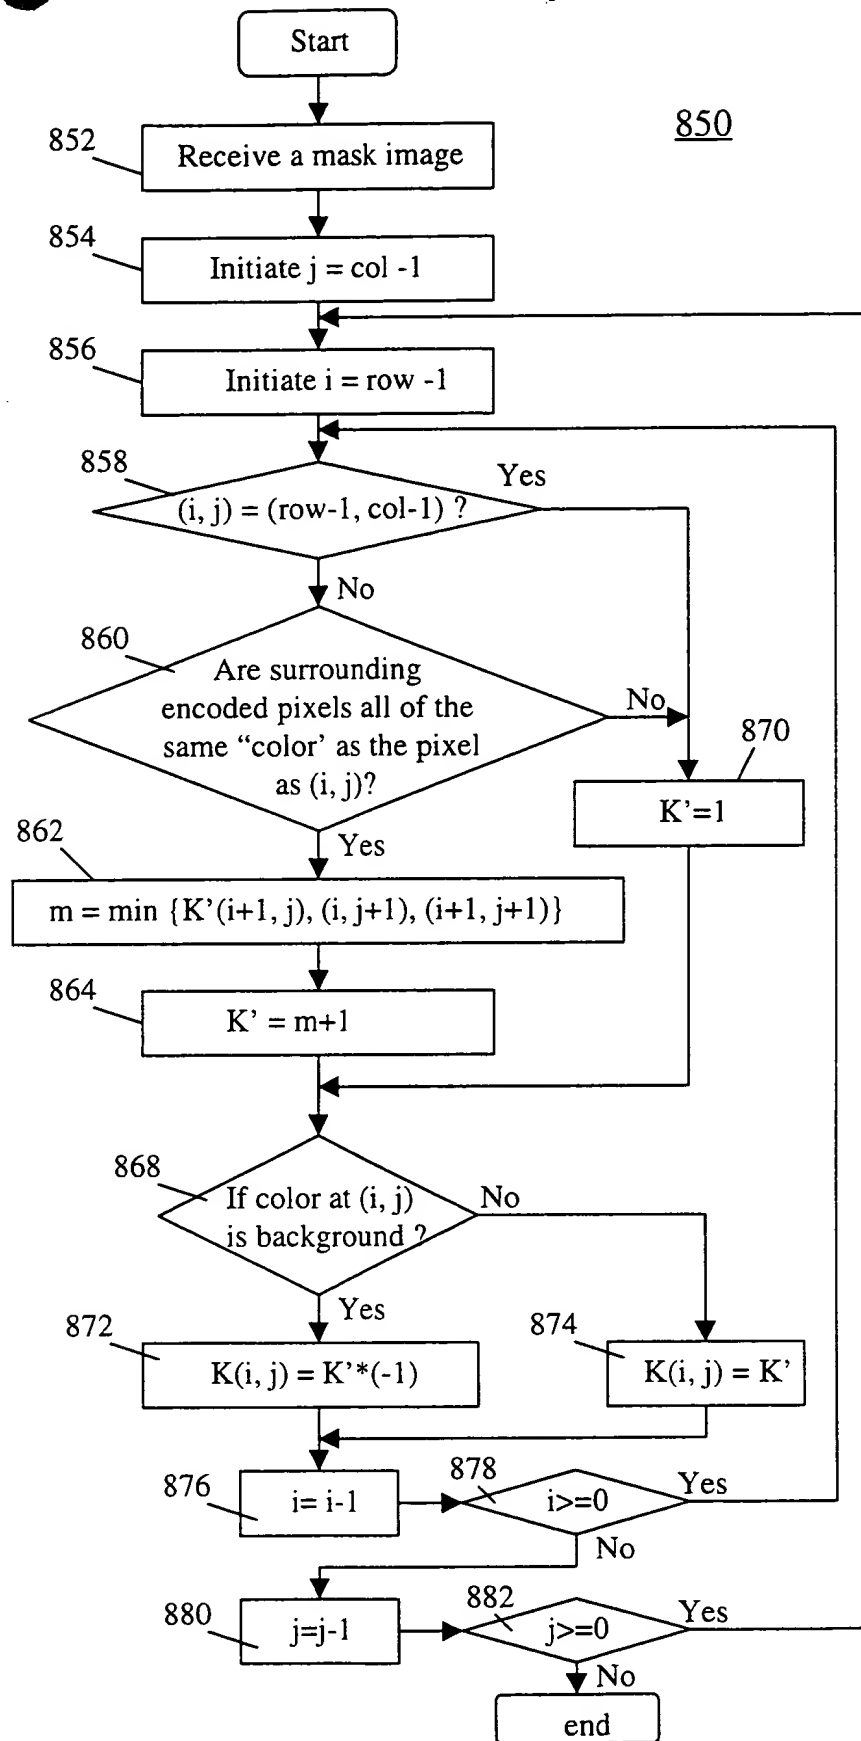 Start
850
852
Receive a mask image
854
Initiate j = col -1
856
Initiate i = row -1
858
Yes
(i, j) = (row-1, col-1) ?
No
860
Are surrounding
encoded pixels all of the
same “color’ as the pixel
as (i, j)?
No
870
K’=1
862
Yes
m = min {K’(i+1, j), (i, j+1), (i+1, j+1)}
864
K’ = m+1
868
If color at (i, j)
is background ?
No
Yes
872
K(i, j) = K’*(-1)
874
K(i, j) = K’
876
i= i-1
878
i>=0
Yes
No
880
j=j-1
882
j>=0
Yes
No
end